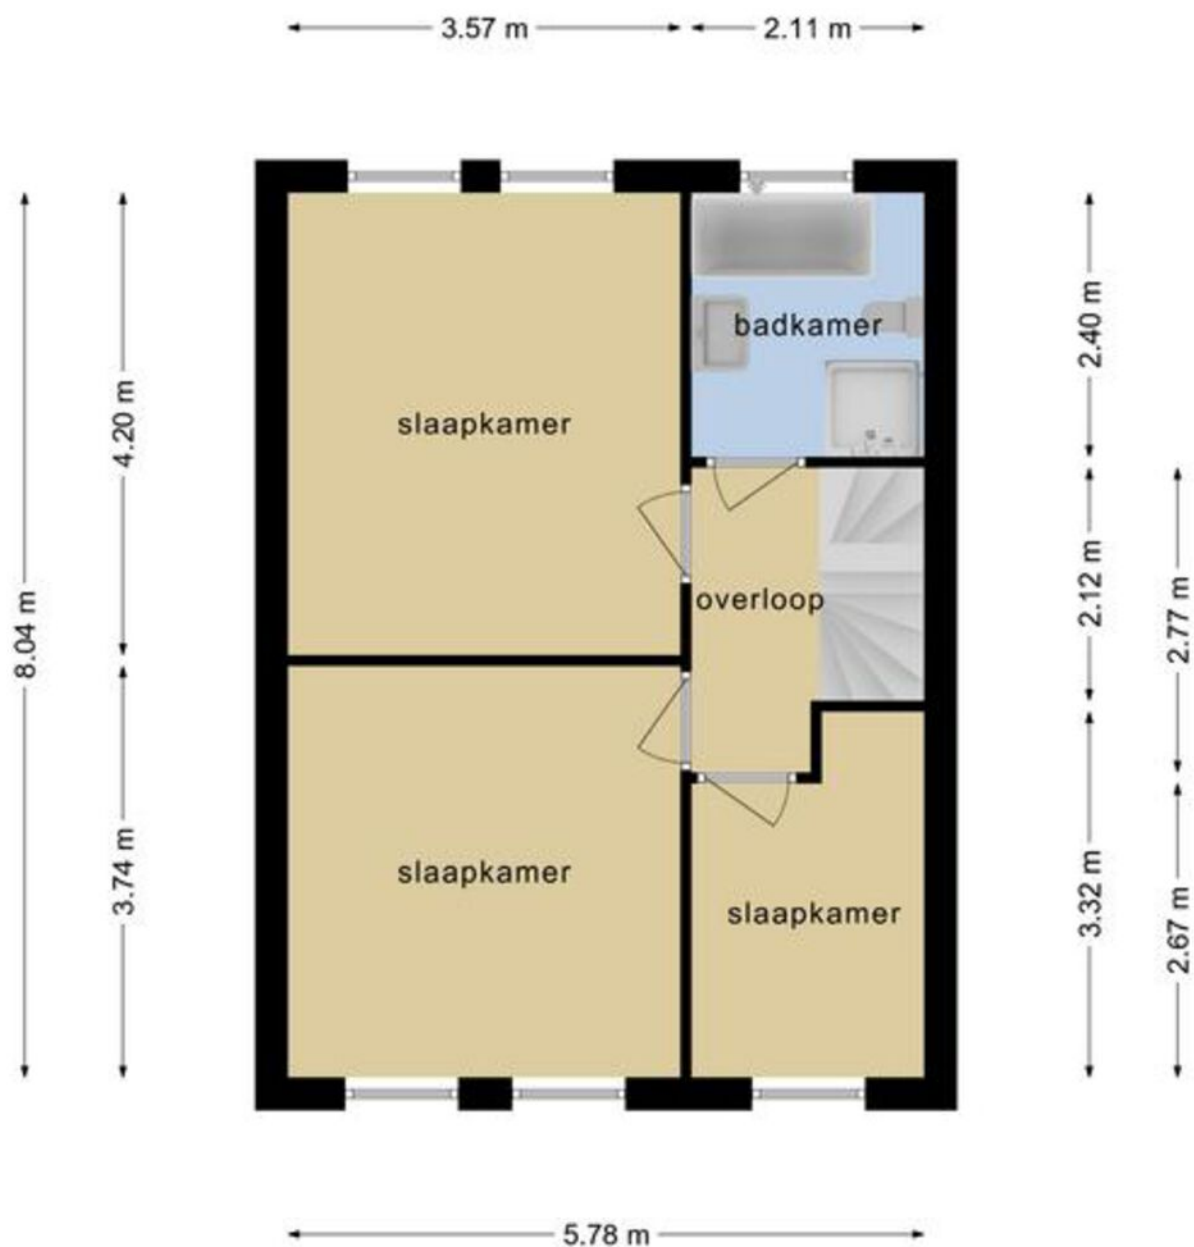 3.57 m
2.11 m
badkamer
2.40 m
slaapkamer
4.20 m
8.04 m
overloop
2.12 m
2.77 m
slaapkamer
3.74 m
slaapkamer
3.32 m
2.67 m
5.78 m